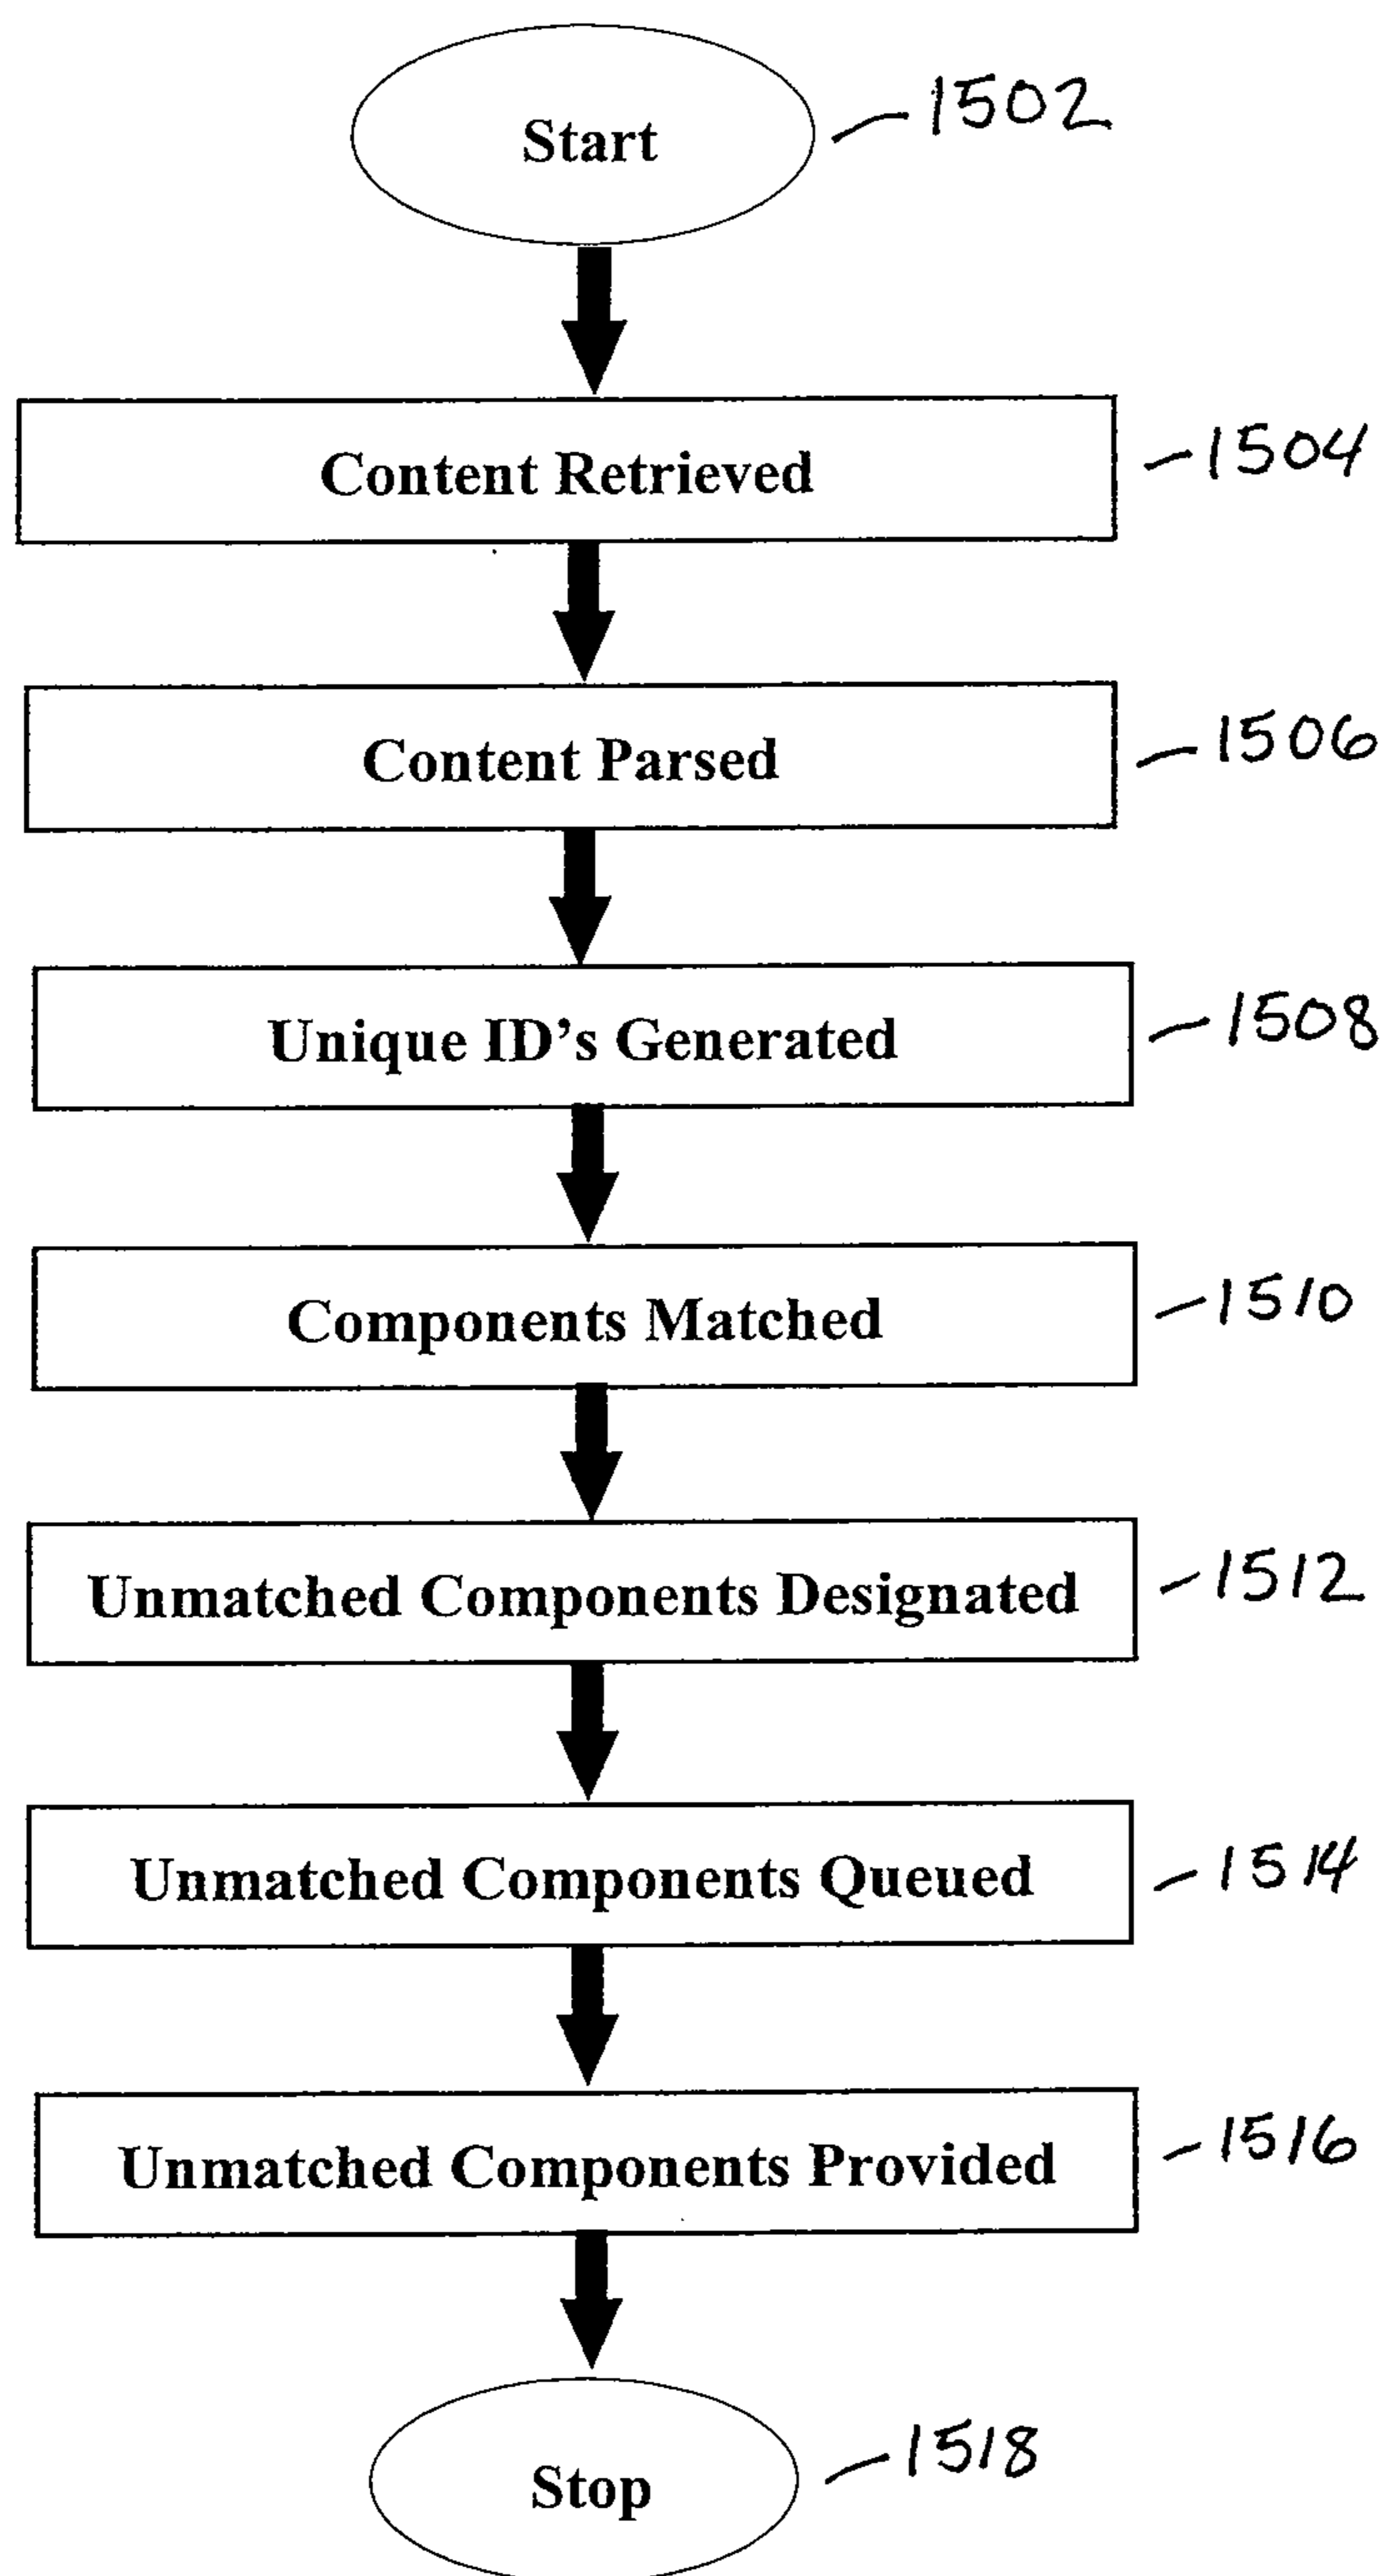 Start
1502
Content Retrieved
1504
Content Parsed
1506
Unique ID's Generated
1508
Components Matched
1510
Unmatched Components Designated
1512
Unmatched Components Queued
1514
Unmatched Components Provided
1516
Stop
1518